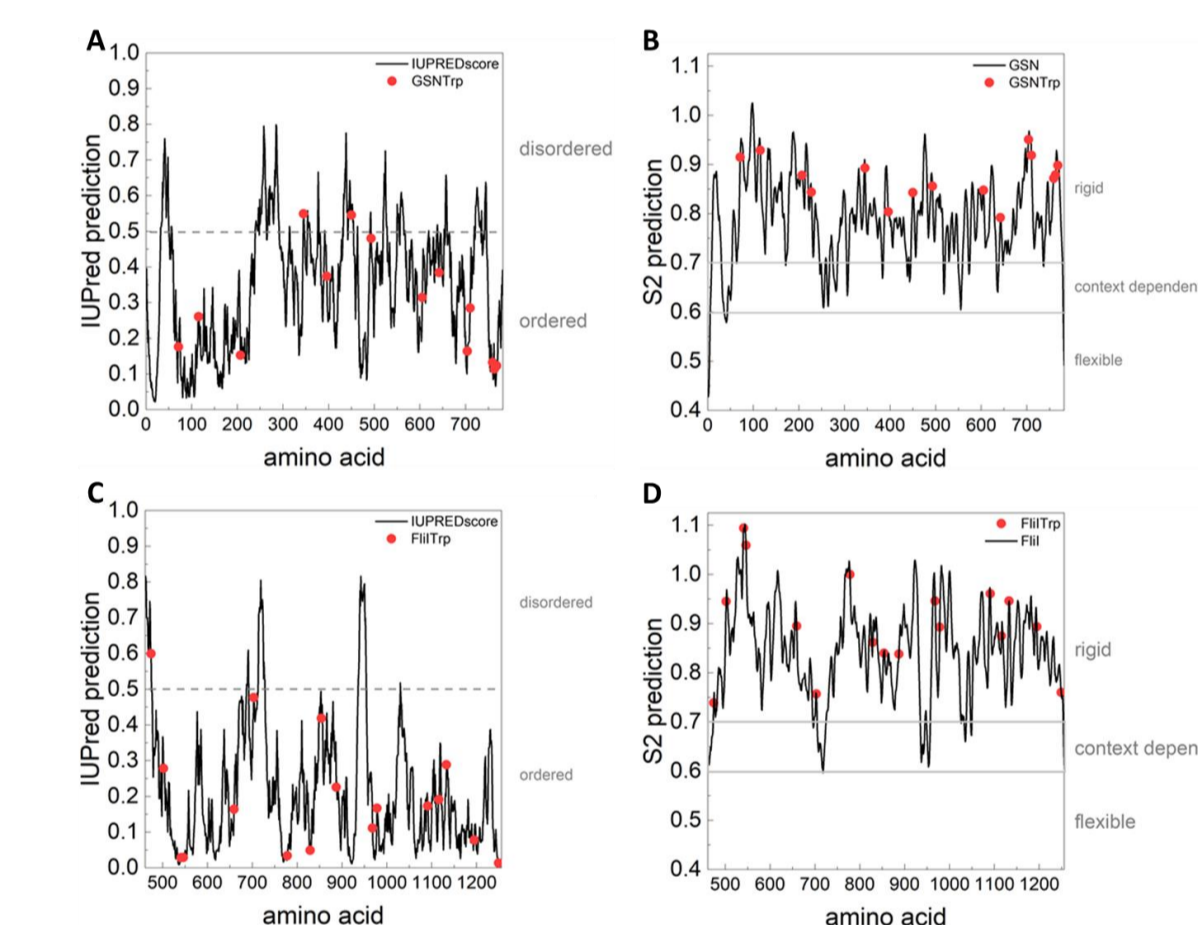 A
IUPREDscore
GSNTrp
1.0
0.9
0.8
0.7
0.6
0.5
0.4
0.3
0.2
0.1
0.0
IUPred prediction
disordered
ordered
0 100 200 300 400 500 600 700
amino acid
B
GSN
GSNTrp
1.1
1.0
0.9
0.8
0.7
0.6
0.5
0.4
S2 prediction
rigid
context dependen
flexible
0 100 200 300 400 500 600 700
amino acid
C
IUPREDscore
FliITrp
1.0
0.9
0.8
0.7
0.6
0.5
0.4
0.3
0.2
0.1
0.0
IUPred prediction
disordered
ordered
500 600 700 800 900 1000 1100 1200
amino acid
D
FliITrp
FliI
1.1
1.0
0.9
0.8
0.7
0.6
0.5
0.4
S2 prediction
rigid
context depen
flexible
500 600 700 800 900 1000 1100 1200
amino acid